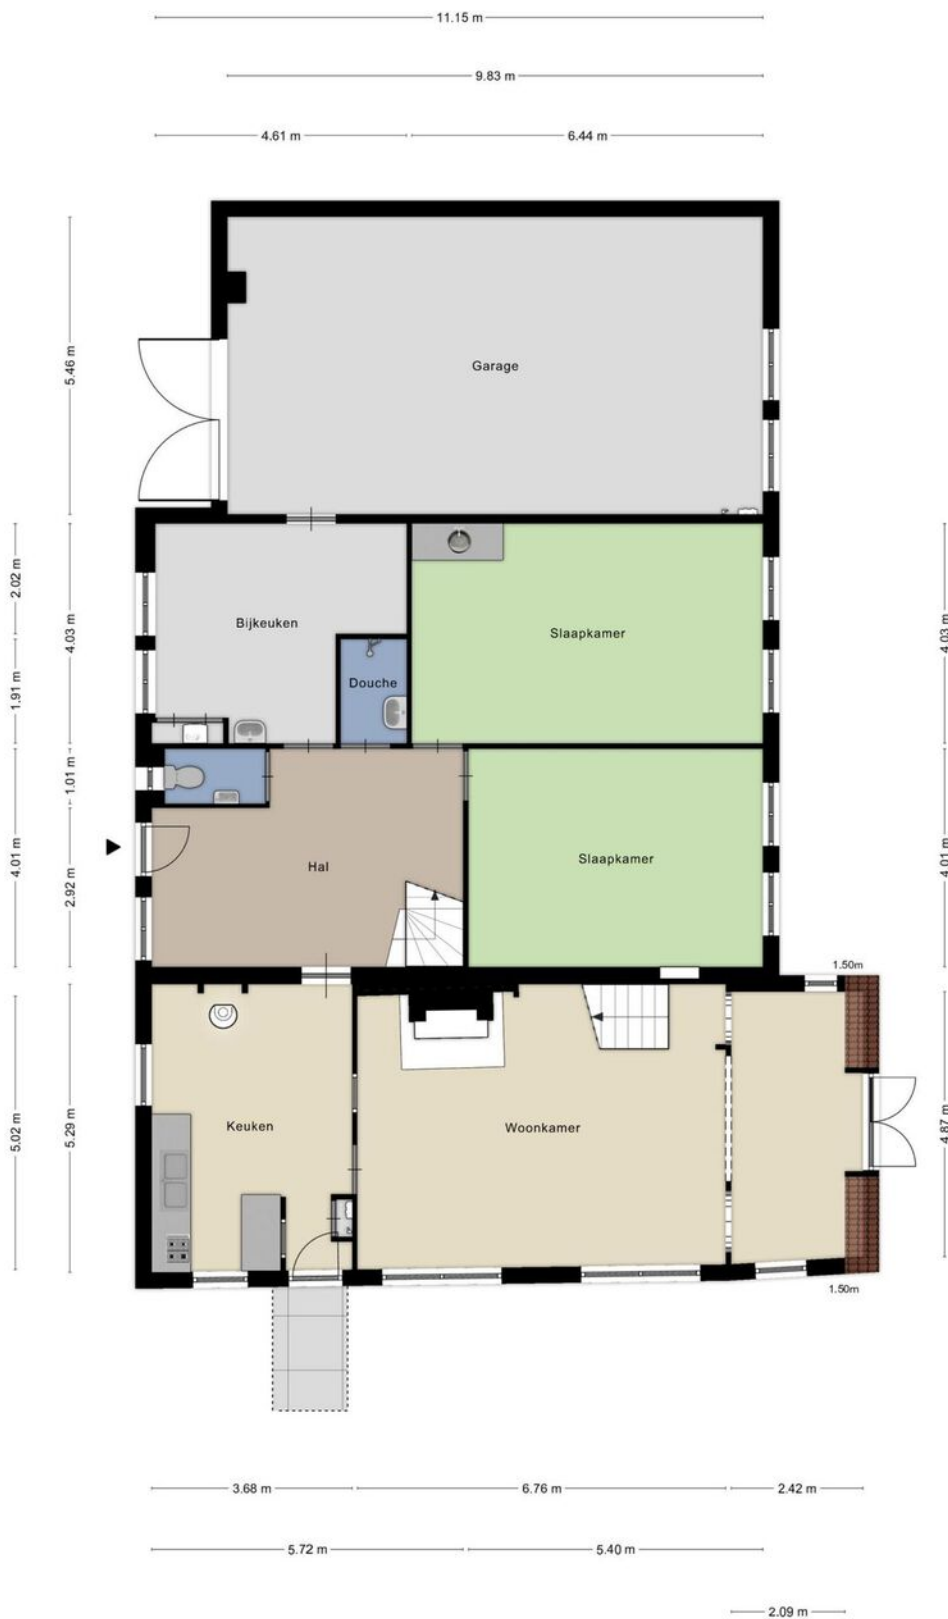 11.15 m
9.83 m
4.61 m
6.44 m
5.46 m
Garage
2.02 m
4.03 m
1.91 m
4.03 m
Bijkeuken
Slaapkamer
Douche
1.01 m
4.01 m
2.92 m
4.01 m
Hal
Slaapkamer
1.50m
5.02 m
5.29 m
4.87 m
Keuken
Woonkamer
1.50m
3.68 m
6.76 m
2.42 m
5.72 m
5.40 m
2.09 m